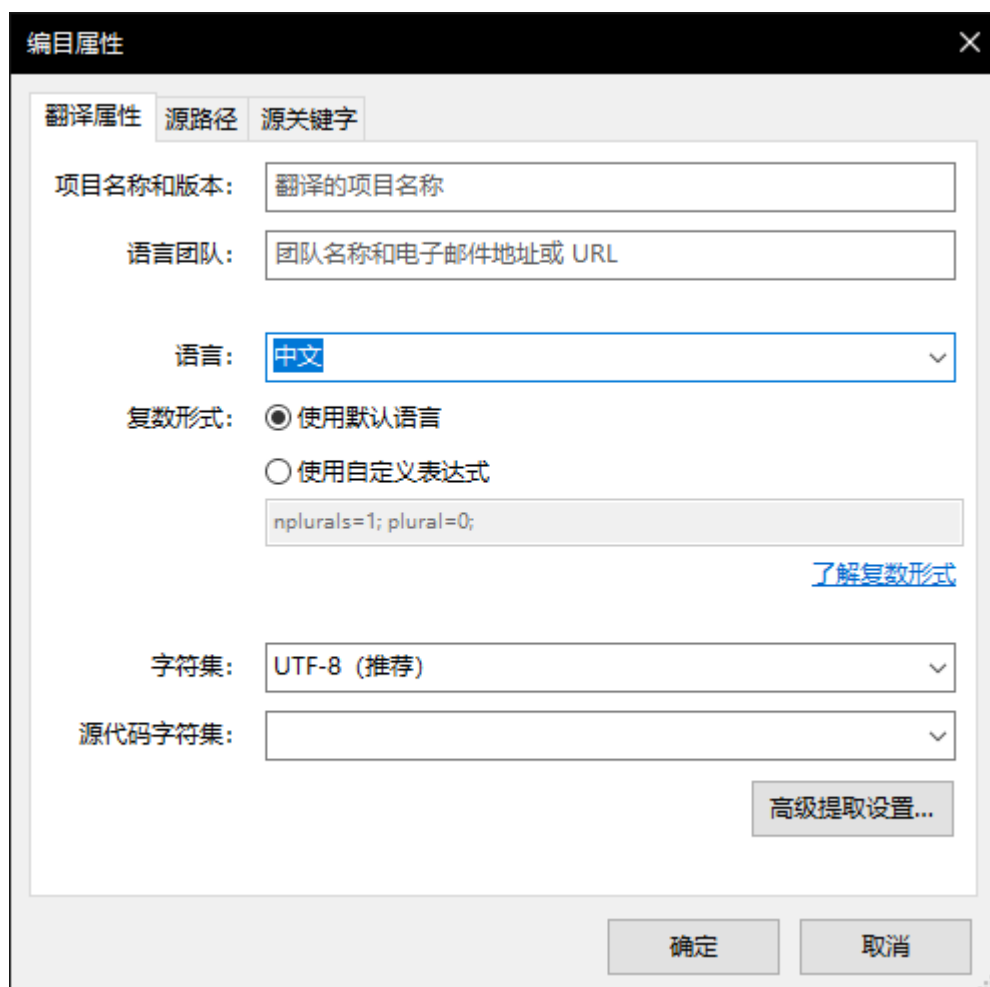 编目属性
翻译属性 源路径 源关键字
项目名称和版本: 翻译的项目名称
语言团队: 团队名称和电子邮件地址或 URL
语言: 中文
复数形式: 使用默认语言
使用自定义表达式
nplurals=1; plural=0;
了解复数形式
字符集: UTF-8（推荐）
源代码字符集:
高级提取设置...
确定 取消